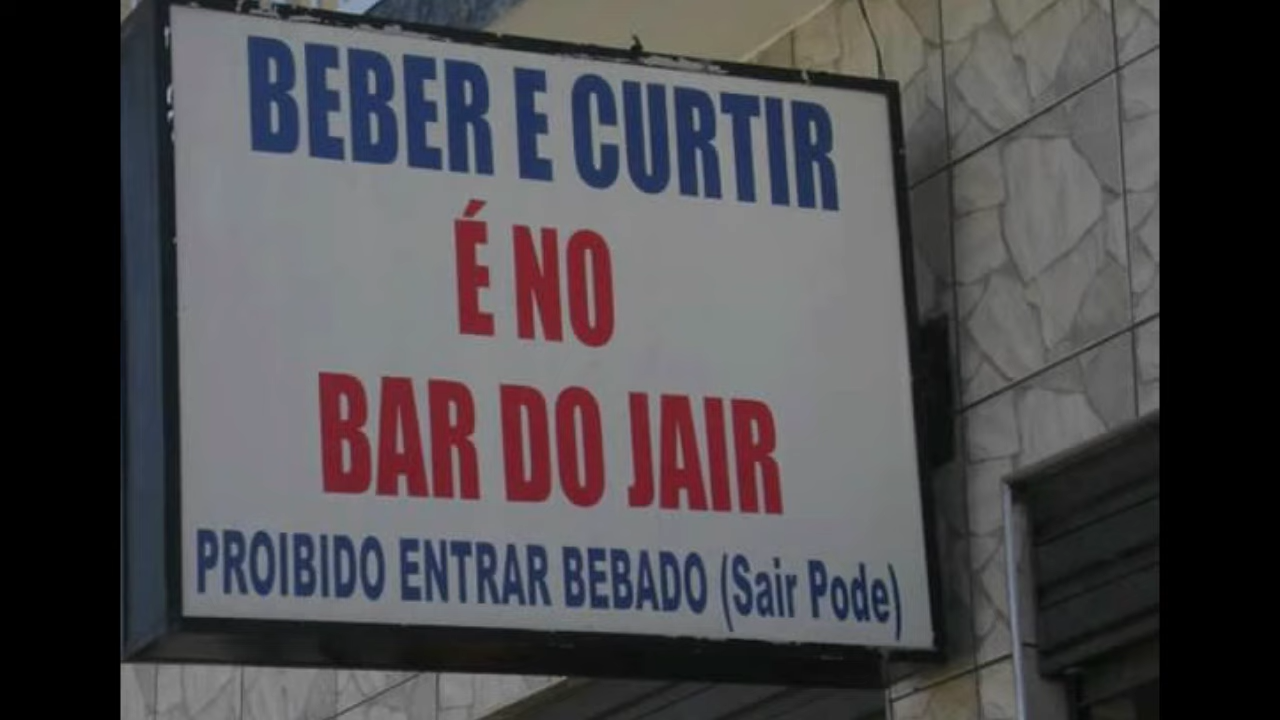 BEBER E CURTIR
É NO
BAR DO JAIR
PROIBIDO ENTRAR BEBADO (Sair Pode)